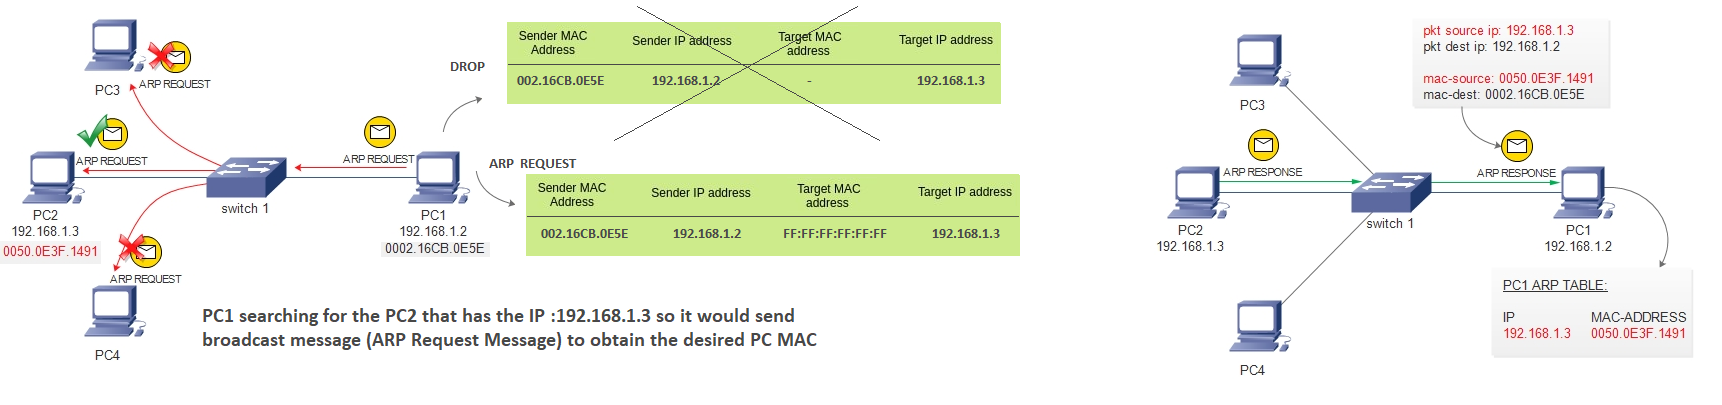 PC3
ARP REQUEST
DROP
Sender MAC
Address
Sender IP address
Target MAC
address
Target IP address
002.16CB.0E5E
192.168.1.2
-
192.168.1.3
ARP REQUEST
ARP REQUEST
PC2
192.168.1.3
0050.0E3F.1491
switch 1
PC1
192.168.1.2
0002.16CB.0E5E
ARP REQUEST
Sender MAC
Address
Sender IP address
Target MAC
address
Target IP address
002.16CB.0E5E
192.168.1.2
FF:FF:FF:FF:FF:FF
192.168.1.3
ARP REQUEST
PC4
PC1 searching for the PC2 that has the IP :192.168.1.3 so it would send
broadcast message (ARP Request Message) to obtain the desired PC MAC
PC3
pkt source ip: 192.168.1.3
pkt dest ip: 192.168.1.2
mac-source: 0050.0E3F.1491
mac-dest: 0002.16CB.0E5E
ARP RESPONSE
ARP RESPONSE
PC2
192.168.1.3
switch 1
PC1
192.168.1.2
PC4
PC1 ARP TABLE:
IP MAC-ADDRESS
192.168.1.3 0050.0E3F.1491